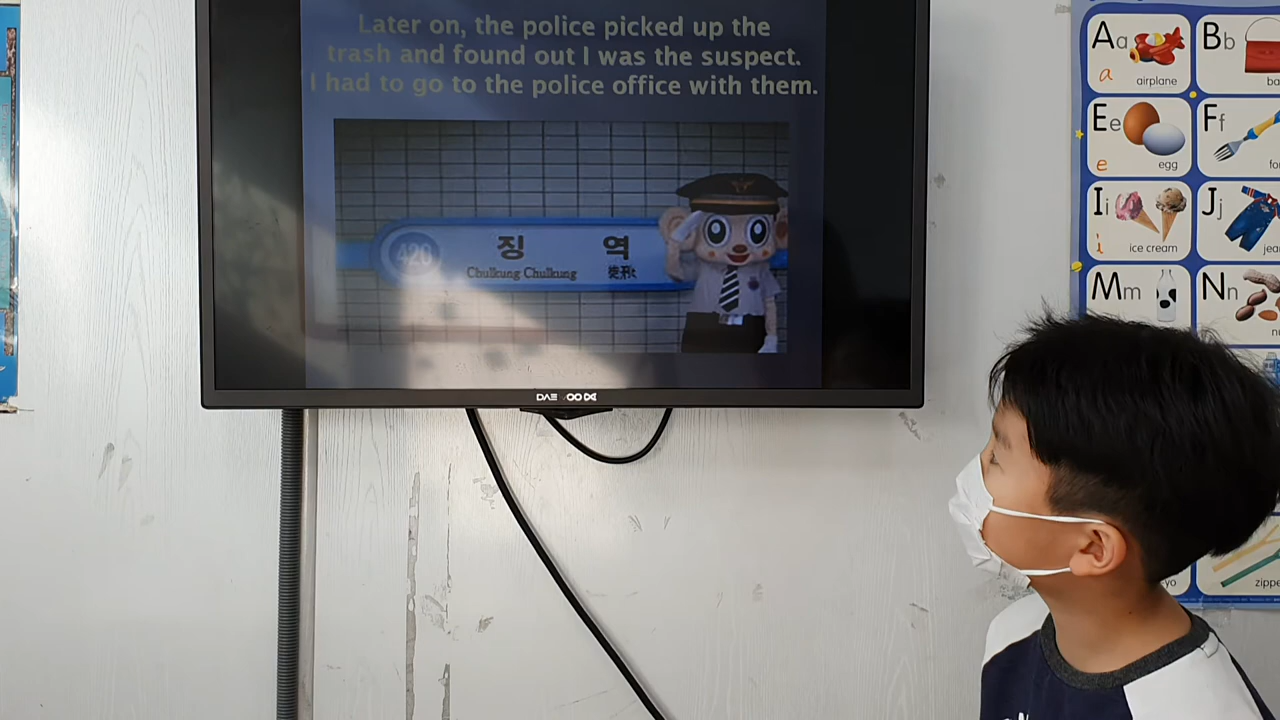 Later on, the police picked up the
trash and found out I was the suspect.
I had to go to the police office with them.
420
징 역
Chulkung Chulkung
DAE OO
Aa
a
airplane
Bb
Ee
e
egg
Ff
Ii
i
ice cream
Jj
Mm
Nn